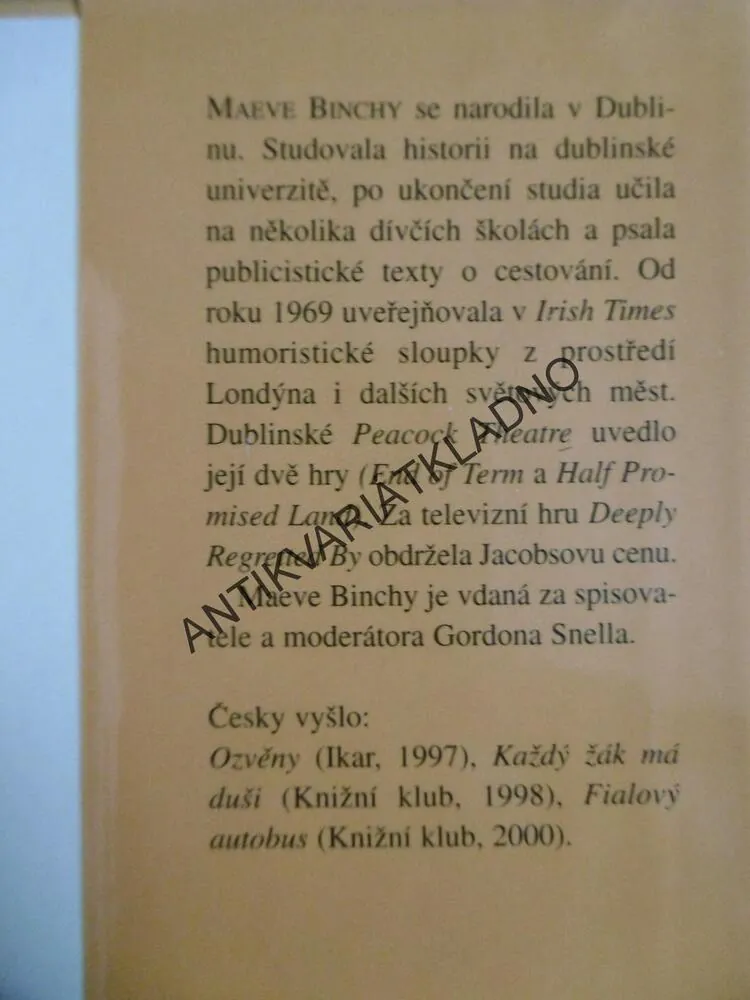 MAEVE BINCHY se narodila v Dubli-
nu. Studovala historii na dublinské
univerzitě, po ukončení studia učila
na několika dívčích školách a psala
publicistické texty o cestování. Od
roku 1969 uveřejňovala v Irish Times
humoristické sloupky z prostředí
Londýna i dalších světových měst.
Dublinské Peacock Theatre uvedlo
její dvě hry (End of Term a Half Pro-
mised Land). Za televizní hru Deeply
Regretted By obdržela Jacobsovu cenu.
Maeve Binchy je vdaná za spisova-
tele a moderátora Gordona Snella.
Česky vyšlo:
Ozvěny (Ikar, 1997), Každý žák má
duši (Knižní klub, 1998), Fialový
autobus (Knižní klub, 2000).
ANTIKVARIATKLADNO